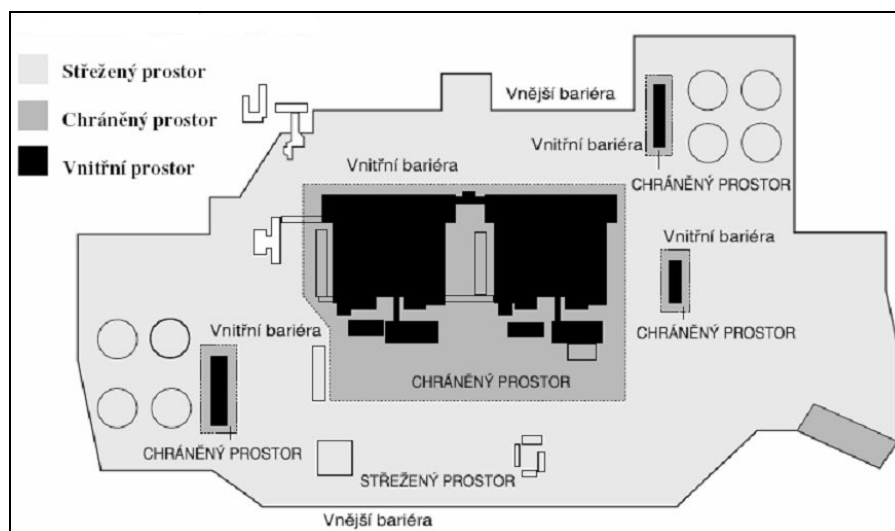 Střežený prostor
Chráněný prostor
Vnitřní prostor
Vnější bariéra
Vnitřní bariéra
CHRÁNĚNÝ PROSTOR
Vnitřní bariéra
Vnitřní bariéra
CHRÁNĚNÝ PROSTOR
Vnitřní bariéra
CHRÁNĚNÝ PROSTOR
CHRÁNĚNÝ PROSTOR
STŘEŽENÝ PROSTOR
Vnější bariéra